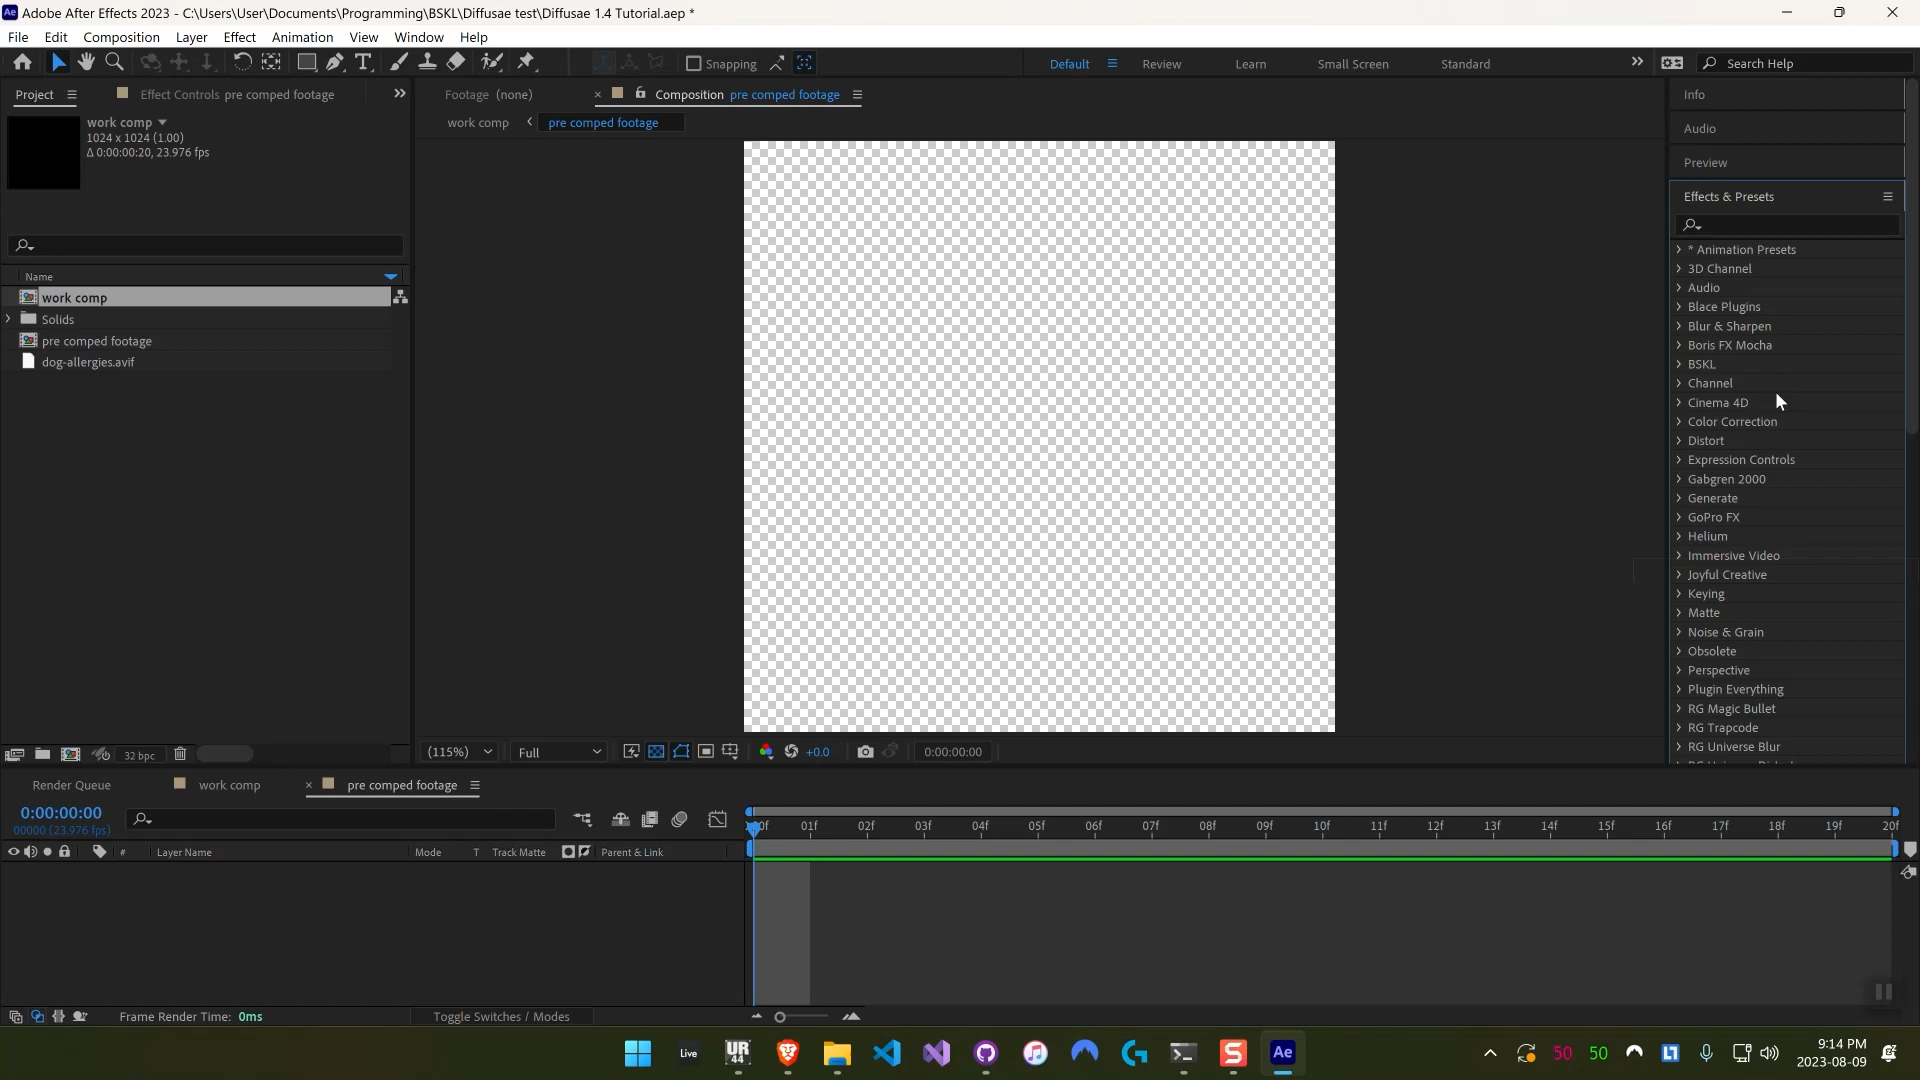 Adobe After Effects 2023 - C:\Users\User\Documents\Programming\BSKL\Diffusae test\Diffusae 1.4 Tutorial.aep *
File Edit Composition Layer Effect Animation View Window Help
Snapping
Default Review Learn Small Screen Standard
Search Help
Project
Effect Controls pre comped footage
Footage (none)
Composition pre comped footage
work comp
1024 x 1024 (1.00)
Δ 0:00:00:20, 23.976 fps
work comp
pre comped footage
Name
work comp
Solids
pre comped footage
dog-allergies.avif
32 bpc
(115%)
Full
+0.0
0:00:00:00
Info
Audio
Preview
Effects & Presets
* Animation Presets
3D Channel
Audio
Blace Plugins
Blur & Sharpen
Boris FX Mocha
BSKL
Channel
Cinema 4D
Color Correction
Distort
Expression Controls
Gabgren 2000
Generate
GoPro FX
Helium
Immersive Video
Joyful Creative
Keying
Matte
Noise & Grain
Obsolete
Perspective
Plugin Everything
RG Magic Bullet
RG Trapcode
RG Universe Blur
Render Queue
work comp
pre comped footage
0:00:00:00
00000 (23.976 fps)
01f 02f 03f 04f 05f 06f 07f 08f 09f 10f 11f 12f 13f 14f 15f 16f 17f 18f 19f 20f
# Layer Name Mode T Track Matte Parent & Link
Frame Render Time: 0ms
Toggle Switches / Modes
Live
UR
44
Ae
50
50
9:14 PM
2023-08-09